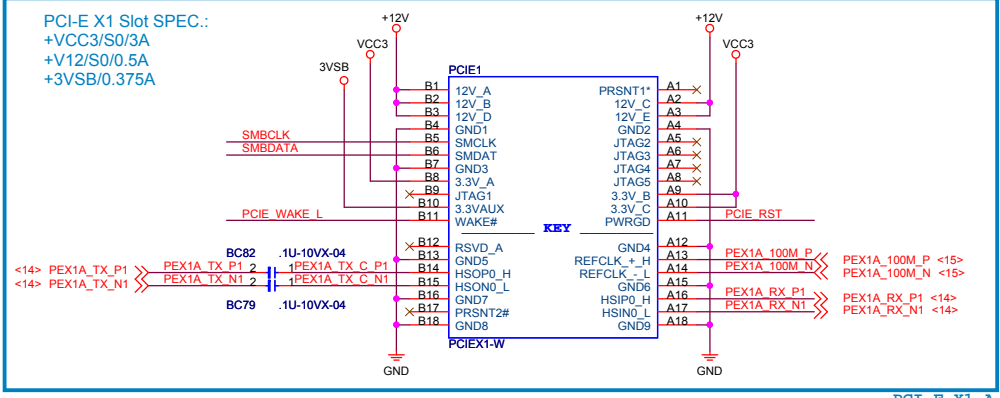 PCI-E X1 Slot SPEC.:
+VCC3/S0/3A
+V12/S0/0.5A
+3VSB/0.375A
+12V
VCC3
3VSB
+12V
VCC3
PCIE1
B1 12V_A PRSNT1* A1
B2 12V_B 12V_C A2
B3 12V_D 12V_E A3
B4 GND1 GND2 A4
SMBCLK B5 SMCLK JTAG2 A5
SMBDATA B6 SMDAT JTAG3 A6
B7 GND3 JTAG4 A7
B8 3.3V_A JTAG5 A8
B9 JTAG1 3.3V_B A9
B10 3.3VAUX 3.3V_C A10
PCIE_WAKE_L B11 WAKE# PWRGD A11 PCIE_RST
KEY
B12 RSVD_A GND4 A12
BC82 .1U-10VX-04 B13 GND5 REFCLK_+_H A13 PEX1A_100M_P PEX1A_100M_P <15>
<14> PEX1A_TX_P1 PEX1A_TX_P1 2 1 PEX1A_TX_C_P1 B14 HSOP0_H REFCLK_-_L A14 PEX1A_100M_N PEX1A_100M_N <15>
<14> PEX1A_TX_N1 PEX1A_TX_N1 2 1 PEX1A_TX_C_N1 B15 HSON0_L GND6 A15
B16 GND7 HSIP0_H A16 PEX1A_RX_P1 PEX1A_RX_P1 <14>
BC79 .1U-10VX-04 B17 PRSNT2# HSIN0_L A17 PEX1A_RX_N1 PEX1A_RX_N1 <14>
B18 GND8 GND9 A18
PCIEX1-W
GND
GND